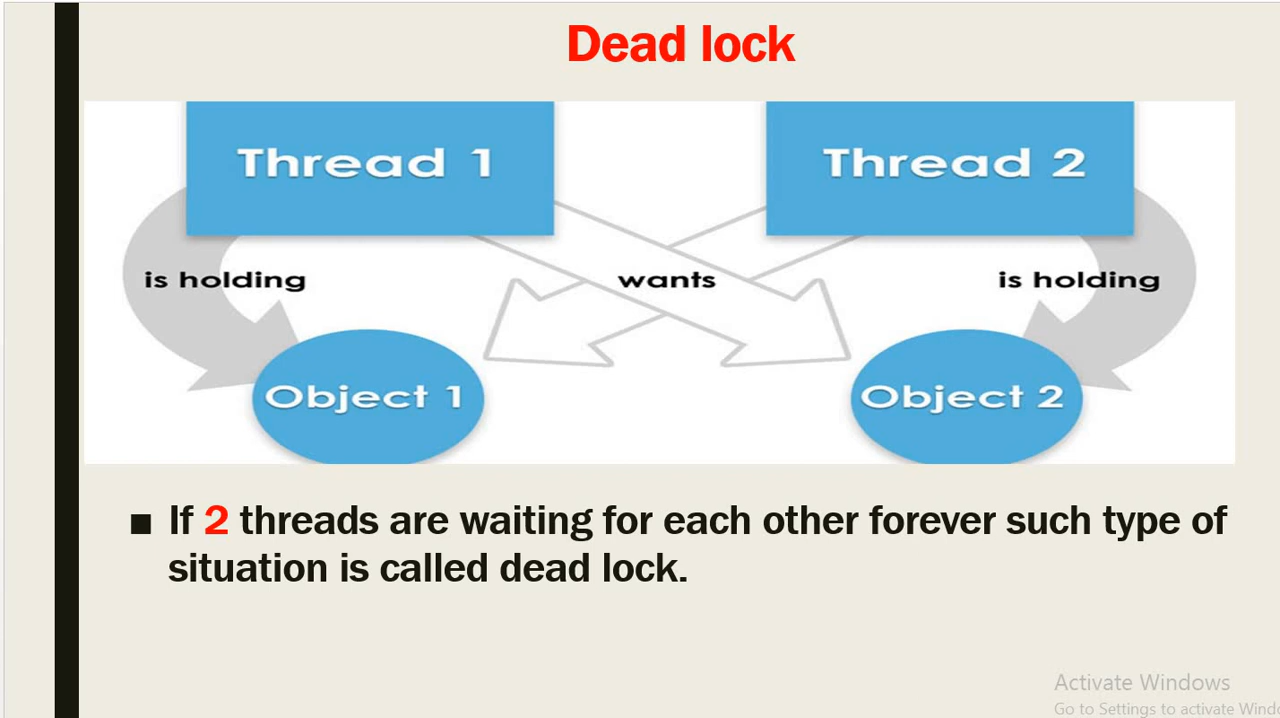 Dead lock
Thread 1
Thread 2
is holding
wants
is holding
Object 1
Object 2
■ If 2 threads are waiting for each other forever such type of
situation is called dead lock.
Activate Windows
Go to Settings to activate